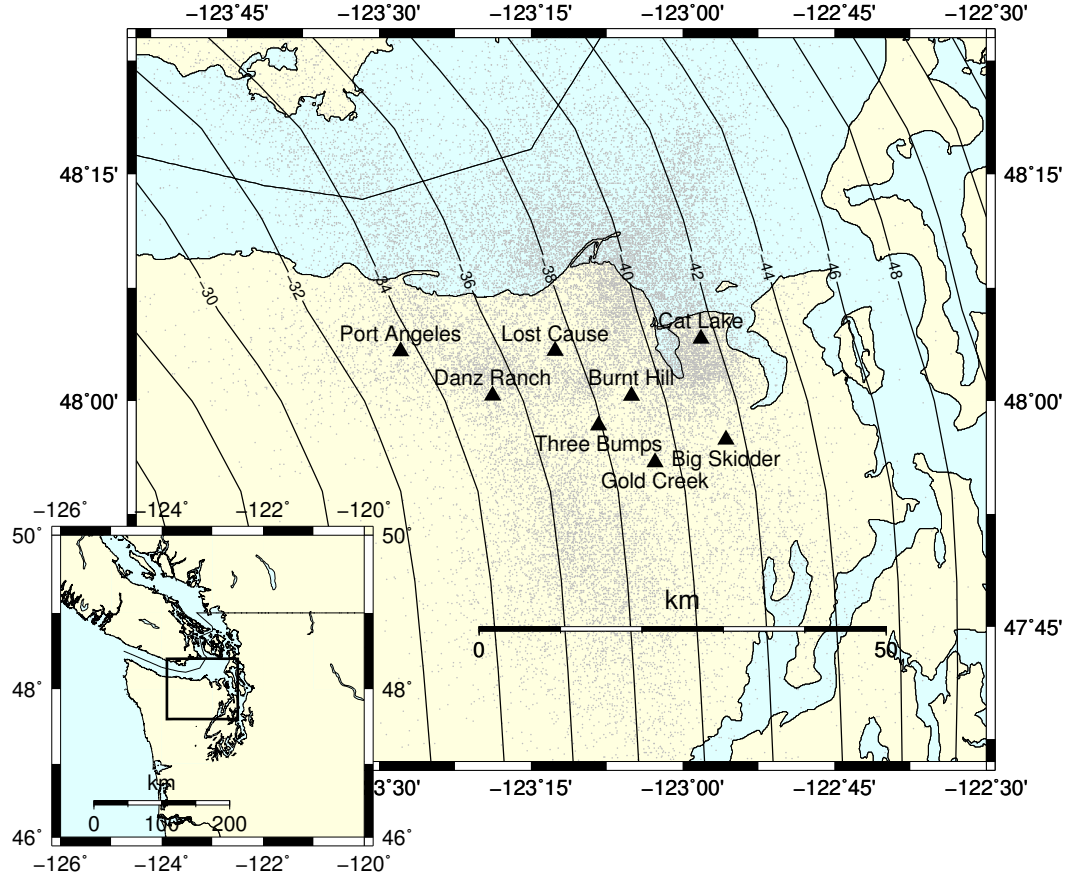 −123˚45' −123˚30' −123˚15' −123˚00' −122˚45' −122˚30'
48˚15' 48˚15'
−30 −32 −34 −36 −38 −40 −42 −44 −46 −48
Cat Lake
Port Angeles Lost Cause
Danz Ranch Burnt Hill
48˚00' 48˚00'
Three Bumps
Big Skidder
Gold Creek
km
0 50
47˚45'
−126˚ −124˚ −122˚ −120˚
50˚ 50˚
48˚ 48˚
km
0 100 200
46˚ 46˚
−126˚ −124˚ −122˚ −120˚
3˚30' −123˚15' −123˚00' −122˚45' −122˚30'